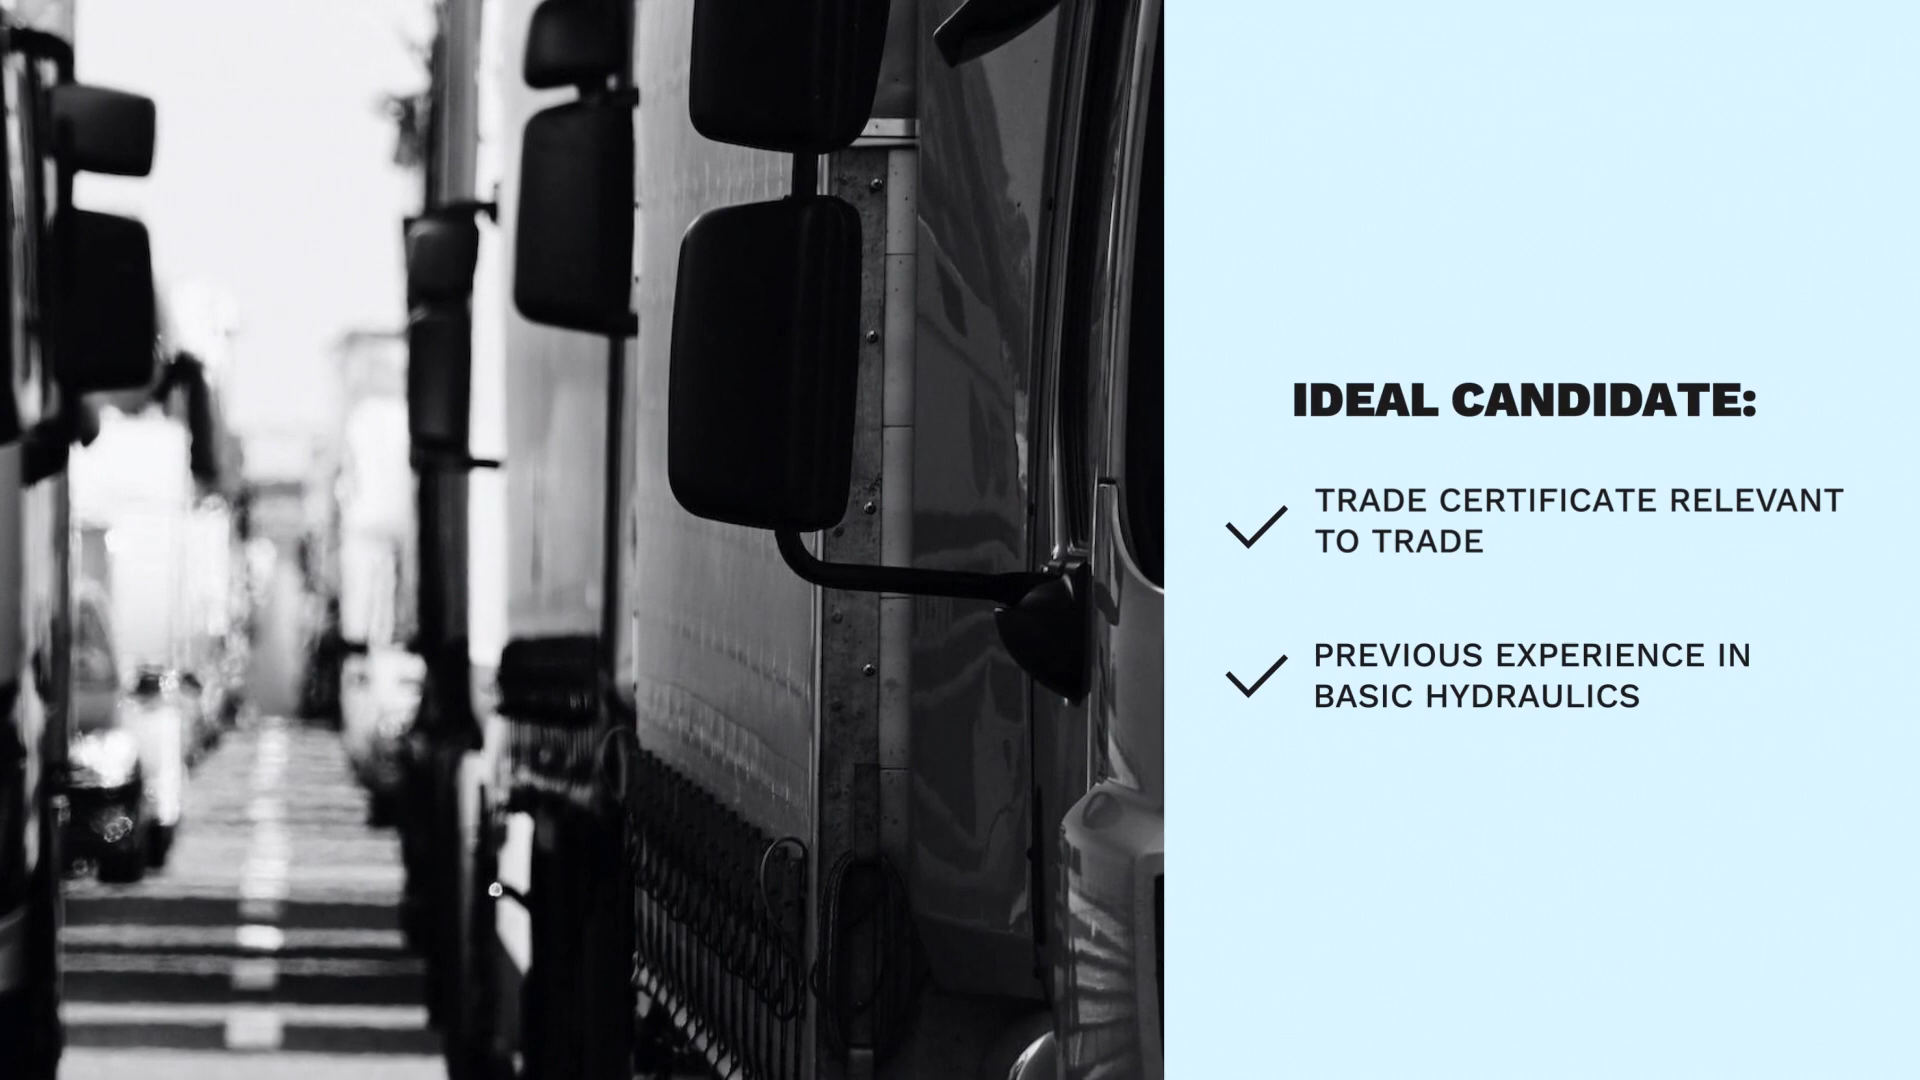 IDEAL CANDIDATE:
TRADE CERTIFICATE RELEVANT
TO TRADE
PREVIOUS EXPERIENCE IN
BASIC HYDRAULICS